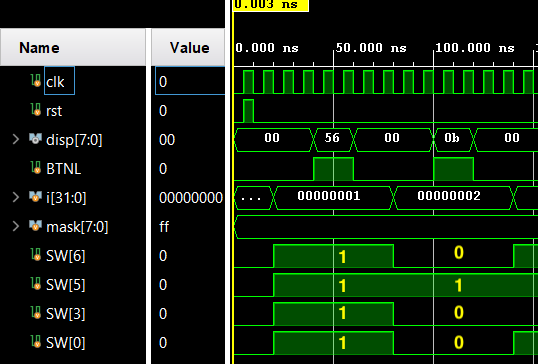 0.003 ns
Name Value 0.000 ns 50.000 ns 100.000 ns
clk 0
rst 0
disp[7:0] 00 00 56 00 0b 00
BTNL 0
i[31:0] 00000000 ... 00000001 00000002
mask[7:0] ff
SW[6] 0 1 0
SW[5] 0 1 1
SW[3] 0 1 0
SW[0] 0 1 0